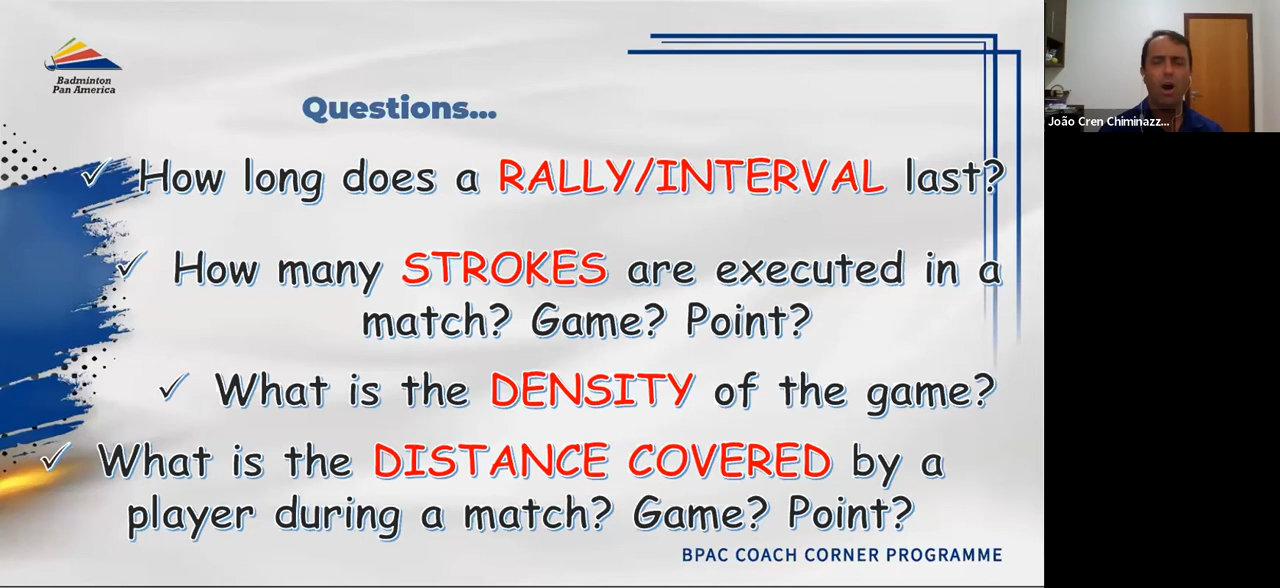 Badminton
Pan America
Questions...
✓ How long does a RALLY/INTERVAL last?
✓ How many STROKES are executed in a
match? Game? Point?
✓ What is the DENSITY of the game?
✓ What is the DISTANCE COVERED by a
player during a match? Game? Point?
BPAC COACH CORNER PROGRAMME
João Cren Chiminazz...